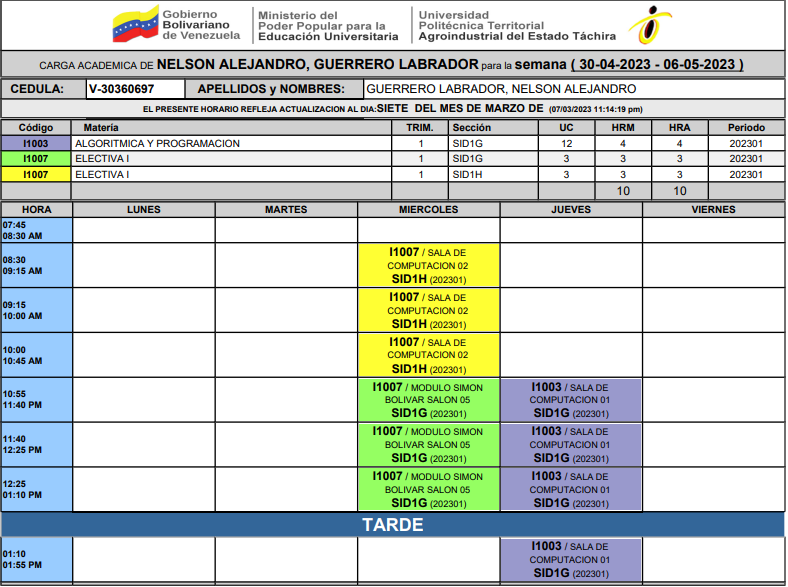 Gobierno
Bolivariano
de Venezuela
Ministerio del
Poder Popular para la
Educación Universitaria
Universidad
Politécnica Territorial
Agroindustrial del Estado Táchira
CARGA ACADEMICA DE NELSON ALEJANDRO, GUERRERO LABRADOR para la semana ( 30-04-2023 - 06-05-2023 )
CEDULA: V-30360697 APELLIDOS y NOMBRES: GUERRERO LABRADOR, NELSON ALEJANDRO
EL PRESENTE HORARIO REFLEJA ACTUALIZACION AL DIA:SIETE DEL MES DE MARZO DE (07/03/2023 11:14:19 pm)
Código Materia TRIM. Sección UC HRM HRA Periodo
I1003 ALGORITMICA Y PROGRAMACION 1 SID1G 12 4 4 202301
I1007 ELECTIVA I 1 SID1G 3 3 3 202301
I1007 ELECTIVA I 1 SID1H 3 3 3 202301
10 10
HORA LUNES MARTES MIERCOLES JUEVES VIERNES
07:45
08:30 AM
08:30
09:15 AM
I1007 / SALA DE
COMPUTACION 02
SID1H (202301)
09:15
10:00 AM
I1007 / SALA DE
COMPUTACION 02
SID1H (202301)
10:00
10:45 AM
I1007 / SALA DE
COMPUTACION 02
SID1H (202301)
10:55
11:40 PM
I1007 / MODULO SIMON
BOLIVAR SALON 05
SID1G (202301)
I1003 / SALA DE
COMPUTACION 01
SID1G (202301)
11:40
12:25 PM
I1007 / MODULO SIMON
BOLIVAR SALON 05
SID1G (202301)
I1003 / SALA DE
COMPUTACION 01
SID1G (202301)
12:25
01:10 PM
I1007 / MODULO SIMON
BOLIVAR SALON 05
SID1G (202301)
I1003 / SALA DE
COMPUTACION 01
SID1G (202301)
TARDE
01:10
01:55 PM
I1003 / SALA DE
COMPUTACION 01
SID1G (202301)